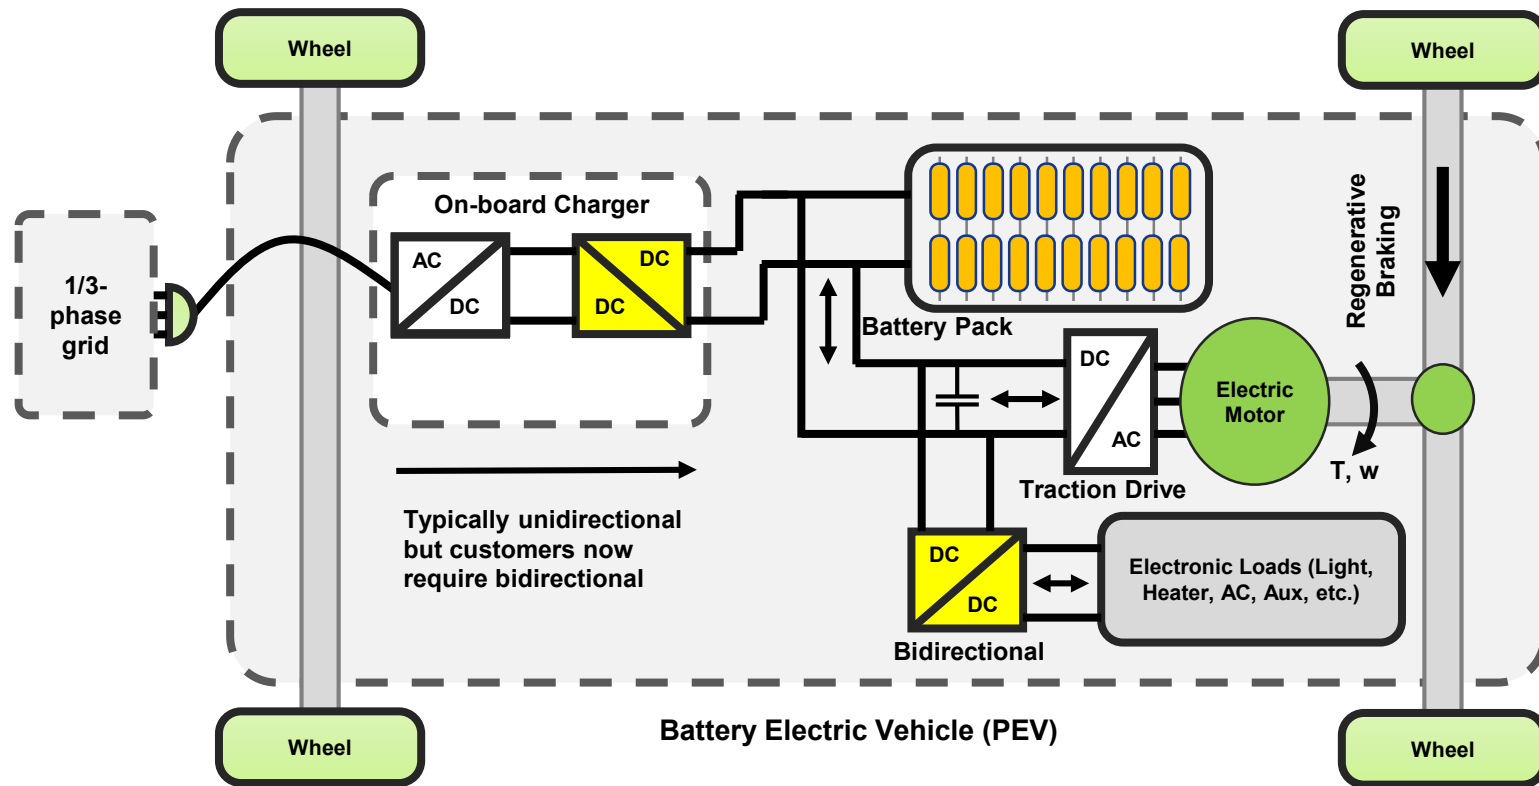 Wheel
Wheel
On-board Charger
AC
DC
DC
DC
1/3-
phase
grid
Battery Pack
Regenerative
Braking
DC
AC
Electric
Motor
T, w
Traction Drive
Typically unidirectional
but customers now
require bidirectional
DC
DC
Bidirectional
Electronic Loads (Light,
Heater, AC, Aux, etc.)
Wheel
Battery Electric Vehicle (PEV)
Wheel